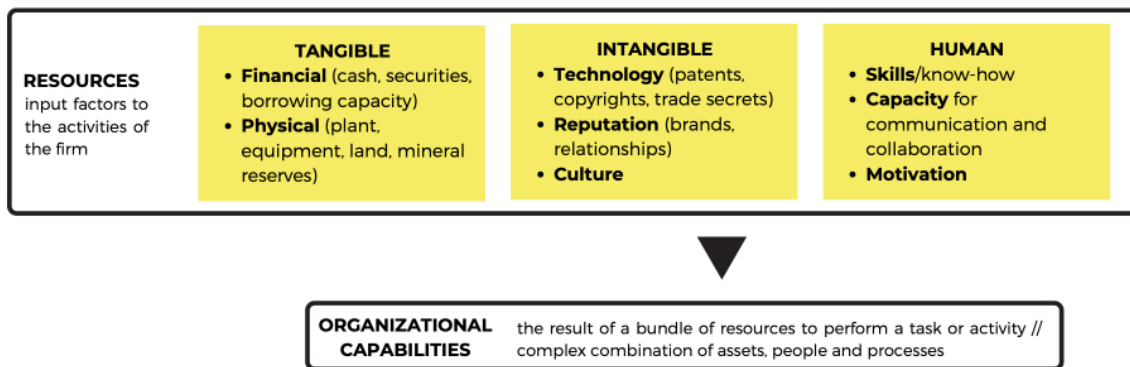 RESOURCES
input factors to
the activities of
the firm
TANGIBLE
• Financial (cash, securities,
borrowing capacity)
• Physical (plant,
equipment, land, mineral
reserves)
INTANGIBLE
• Technology (patents,
copyrights, trade secrets)
• Reputation (brands,
relationships)
• Culture
HUMAN
• Skills/know-how
• Capacity for
communication and
collaboration
• Motivation
ORGANIZATIONAL
CAPABILITIES
the result of a bundle of resources to perform a task or activity //
complex combination of assets, people and processes